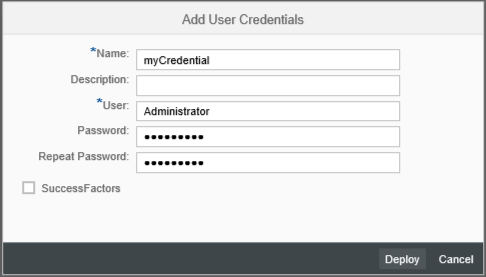 Add User Credentials
*Name: myCredential
Description:
*User: Administrator
Password: •••••••••
Repeat Password: •••••••••
SuccessFactors
Deploy Cancel